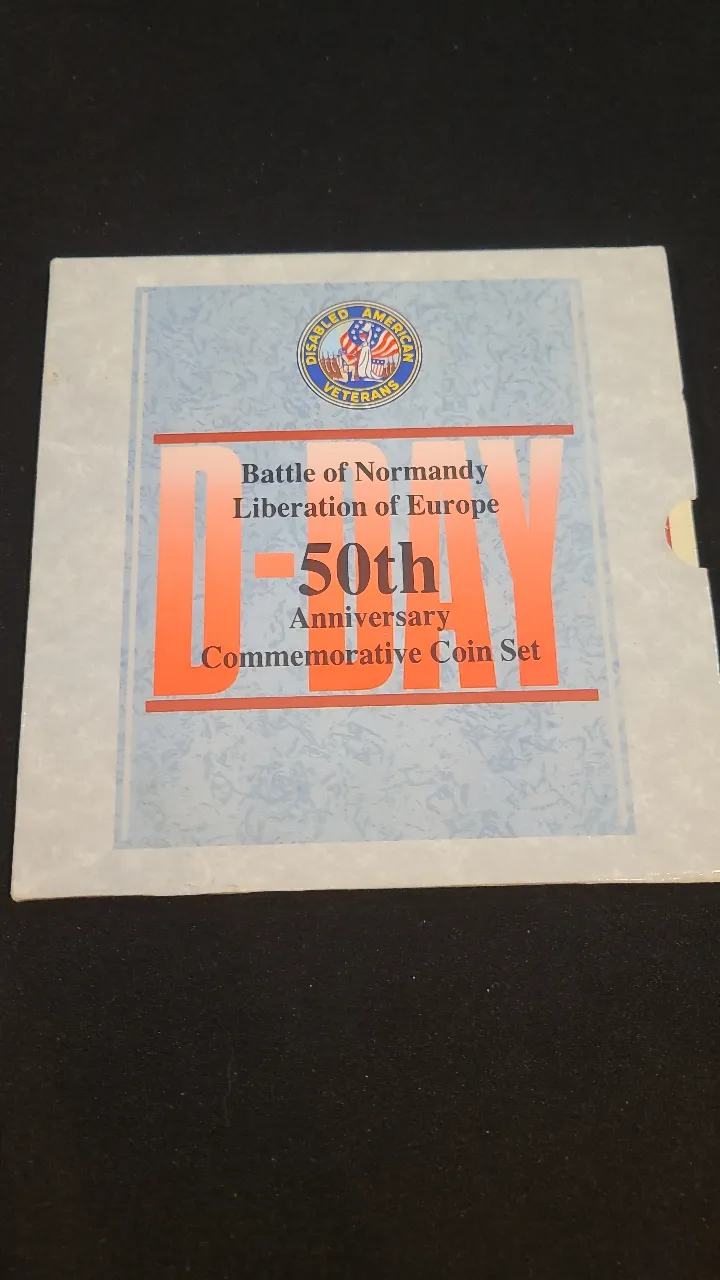 DISABLED AMERICAN
VETERANS
D-DAY
Battle of Normandy
Liberation of Europe
50th
Anniversary
Commemorative Coin Set